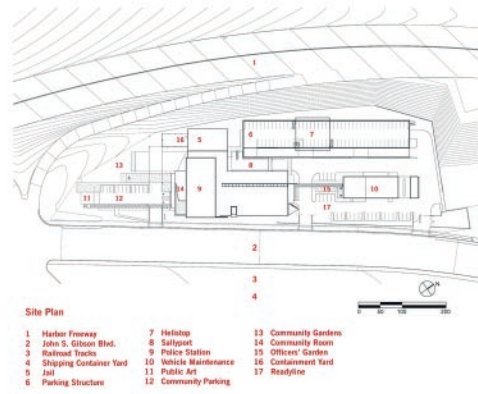 1
16
5
6
7
13
8
14
9
15
10
11
12
17
2
3
4
N
0 50 100 200
Site Plan
1 Harbor Freeway
2 John S. Gibson Blvd.
3 Railroad Tracks
4 Shipping Container Yard
5 Jail
6 Parking Structure
7 Helistop
8 Sallyport
9 Police Station
10 Vehicle Maintenance
11 Public Art
12 Community Parking
13 Community Gardens
14 Community Room
15 Officers' Garden
16 Containment Yard
17 Readyline